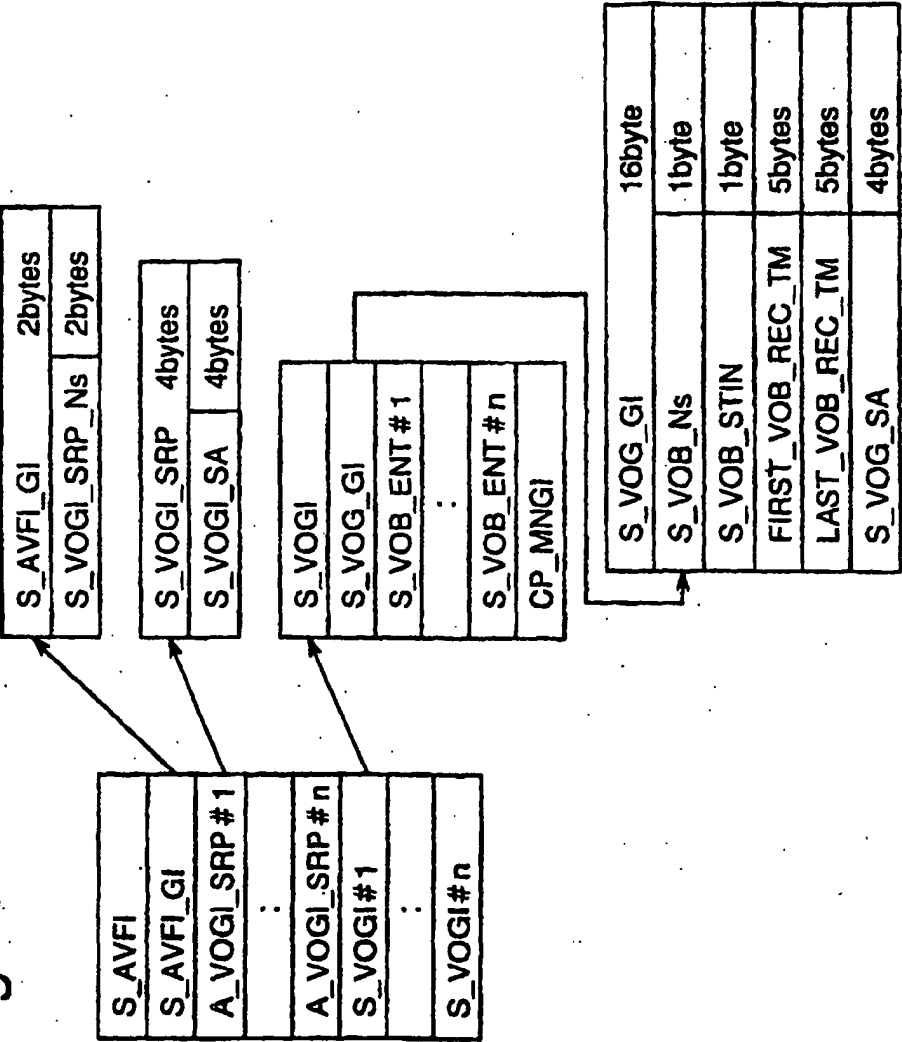 S_AVFI
S_AVFI_GI
A_VOGI_SRP#1
:
A_VOGI_SRP#n
S_VOGI#1
:
S_VOGI#n
S_AVFI_GI 2bytes
S_VOGI_SRP_Ns 2bytes
S_VOGI_SRP 4bytes
S_VOGI_SA 4bytes
S_VOGI
S_VOG_GI
S_VOB_ENT#1
:
S_VOB_ENT#n
CP_MNGI
S_VOG_GI 16byte
S_VOB_Ns 1byte
S_VOB_STIN 1byte
FIRST_VOB_REC_TM 5bytes
LAST_VOB_REC_TM 5bytes
S_VOG_SA 4bytes